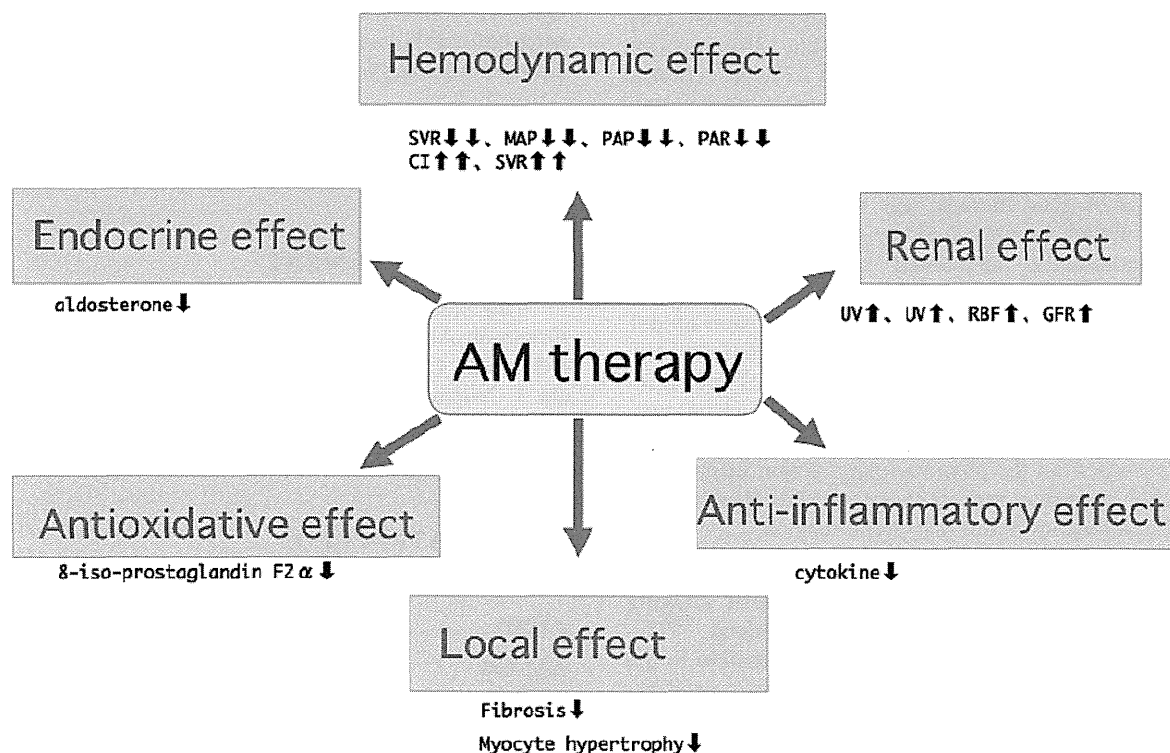 Hemodynamic effect
SVR⬇⬇、MAP⬇⬇、PAP⬇⬇、PAR⬇⬇
CI⬆⬆、SVR⬆⬆
Endocrine effect
aldosterone⬇
Renal effect
UV⬆、UV⬆、RBF⬆、GFR⬆
AM therapy
Antioxidative effect
8-iso-prostaglandin F2α⬇
Anti-inflammatory effect
cytokine⬇
Local effect
Fibrosis⬇
Myocyte hypertrophy⬇